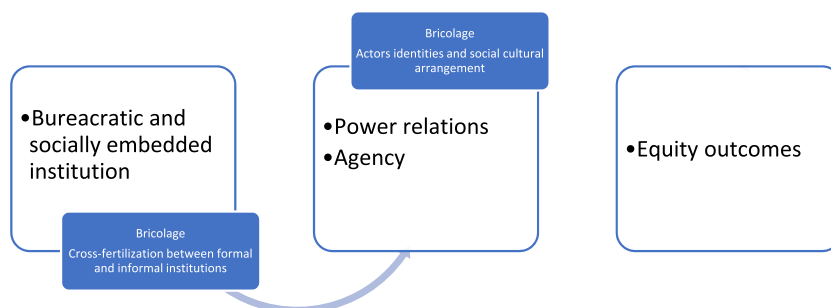 •Bureacratic and
socially embedded
institution
Bricolage
Cross-fertilization between formal
and informal institutions
Bricolage
Actors identities and social cultural
arrangement
•Power relations
•Agency
•Equity outcomes